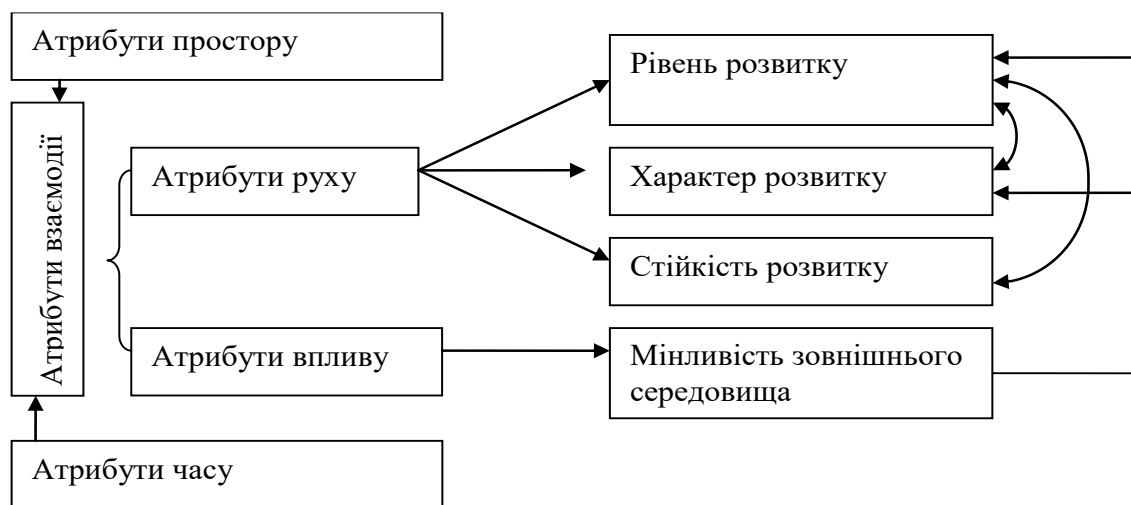 Атрибути простору
Атрибути взаємодії
Атрибути руху
Атрибути впливу
Атрибути часу
Рівень розвитку
Характер розвитку
Стійкість розвитку
Мінливість зовнішнього
середовища